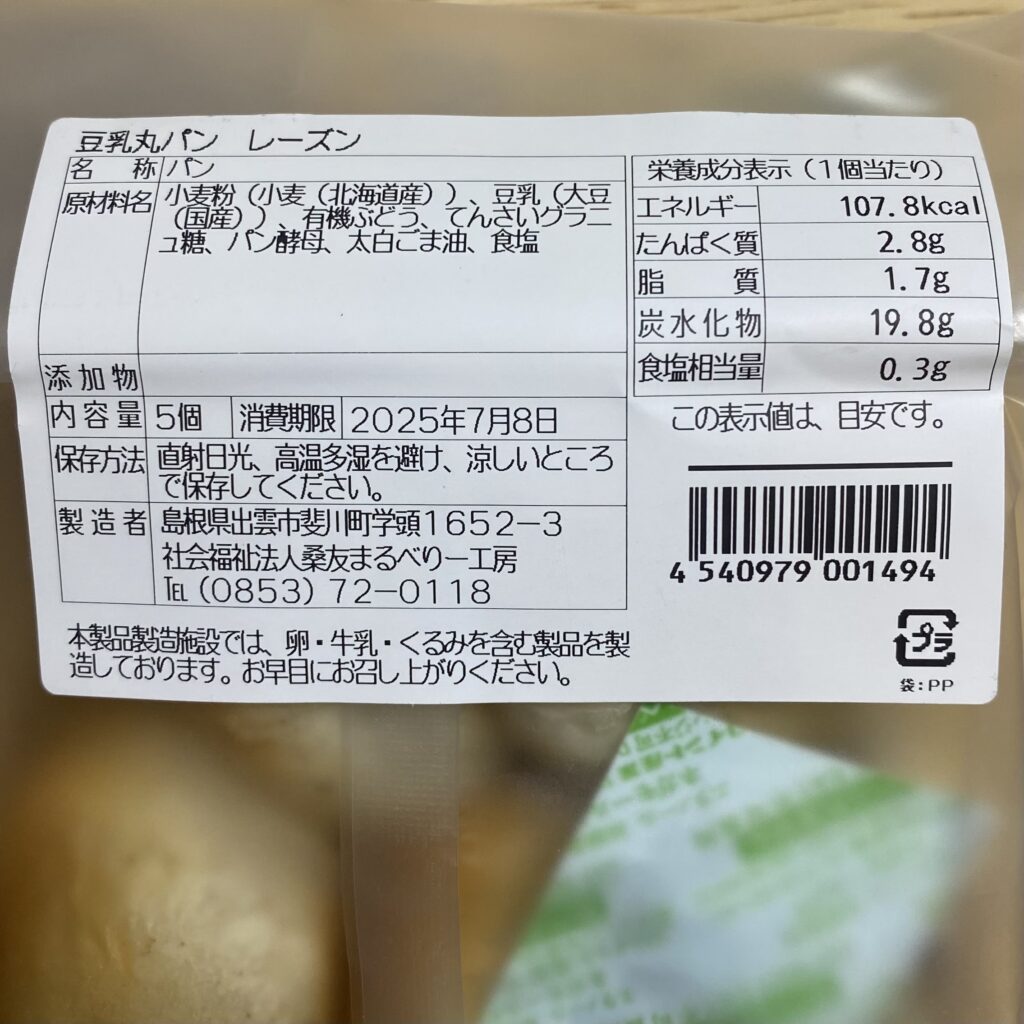 豆乳丸パン　レーズン
名　称 パン
原材料名 小麦粉（小麦（北海道産））、豆乳（大豆
（国産））、有機ぶどう、てんさいグラニ
ュ糖、パン酵母、太白ごま油、食塩
添加物
内容量 5個 消費期限 2025年7月8日
保存方法 直射日光、高温多湿を避け、涼しいところ
で保存してください。
製造者 島根県出雲市斐川町学頭1652−3
社会福祉法人桑友まるべりー工房
TEL（0853）72−0118
本製品製造施設では、卵・牛乳・くるみを含む製品を製
造しております。お早目にお召し上がりください。
栄養成分表示（1個当たり）
エネルギー 107.8kcal
たんぱく質 2.8g
脂　質 1.7g
炭水化物 19.8g
食塩相当量 0.3g
この表示値は、目安です。
4 540979 001494
プラ
袋：PP